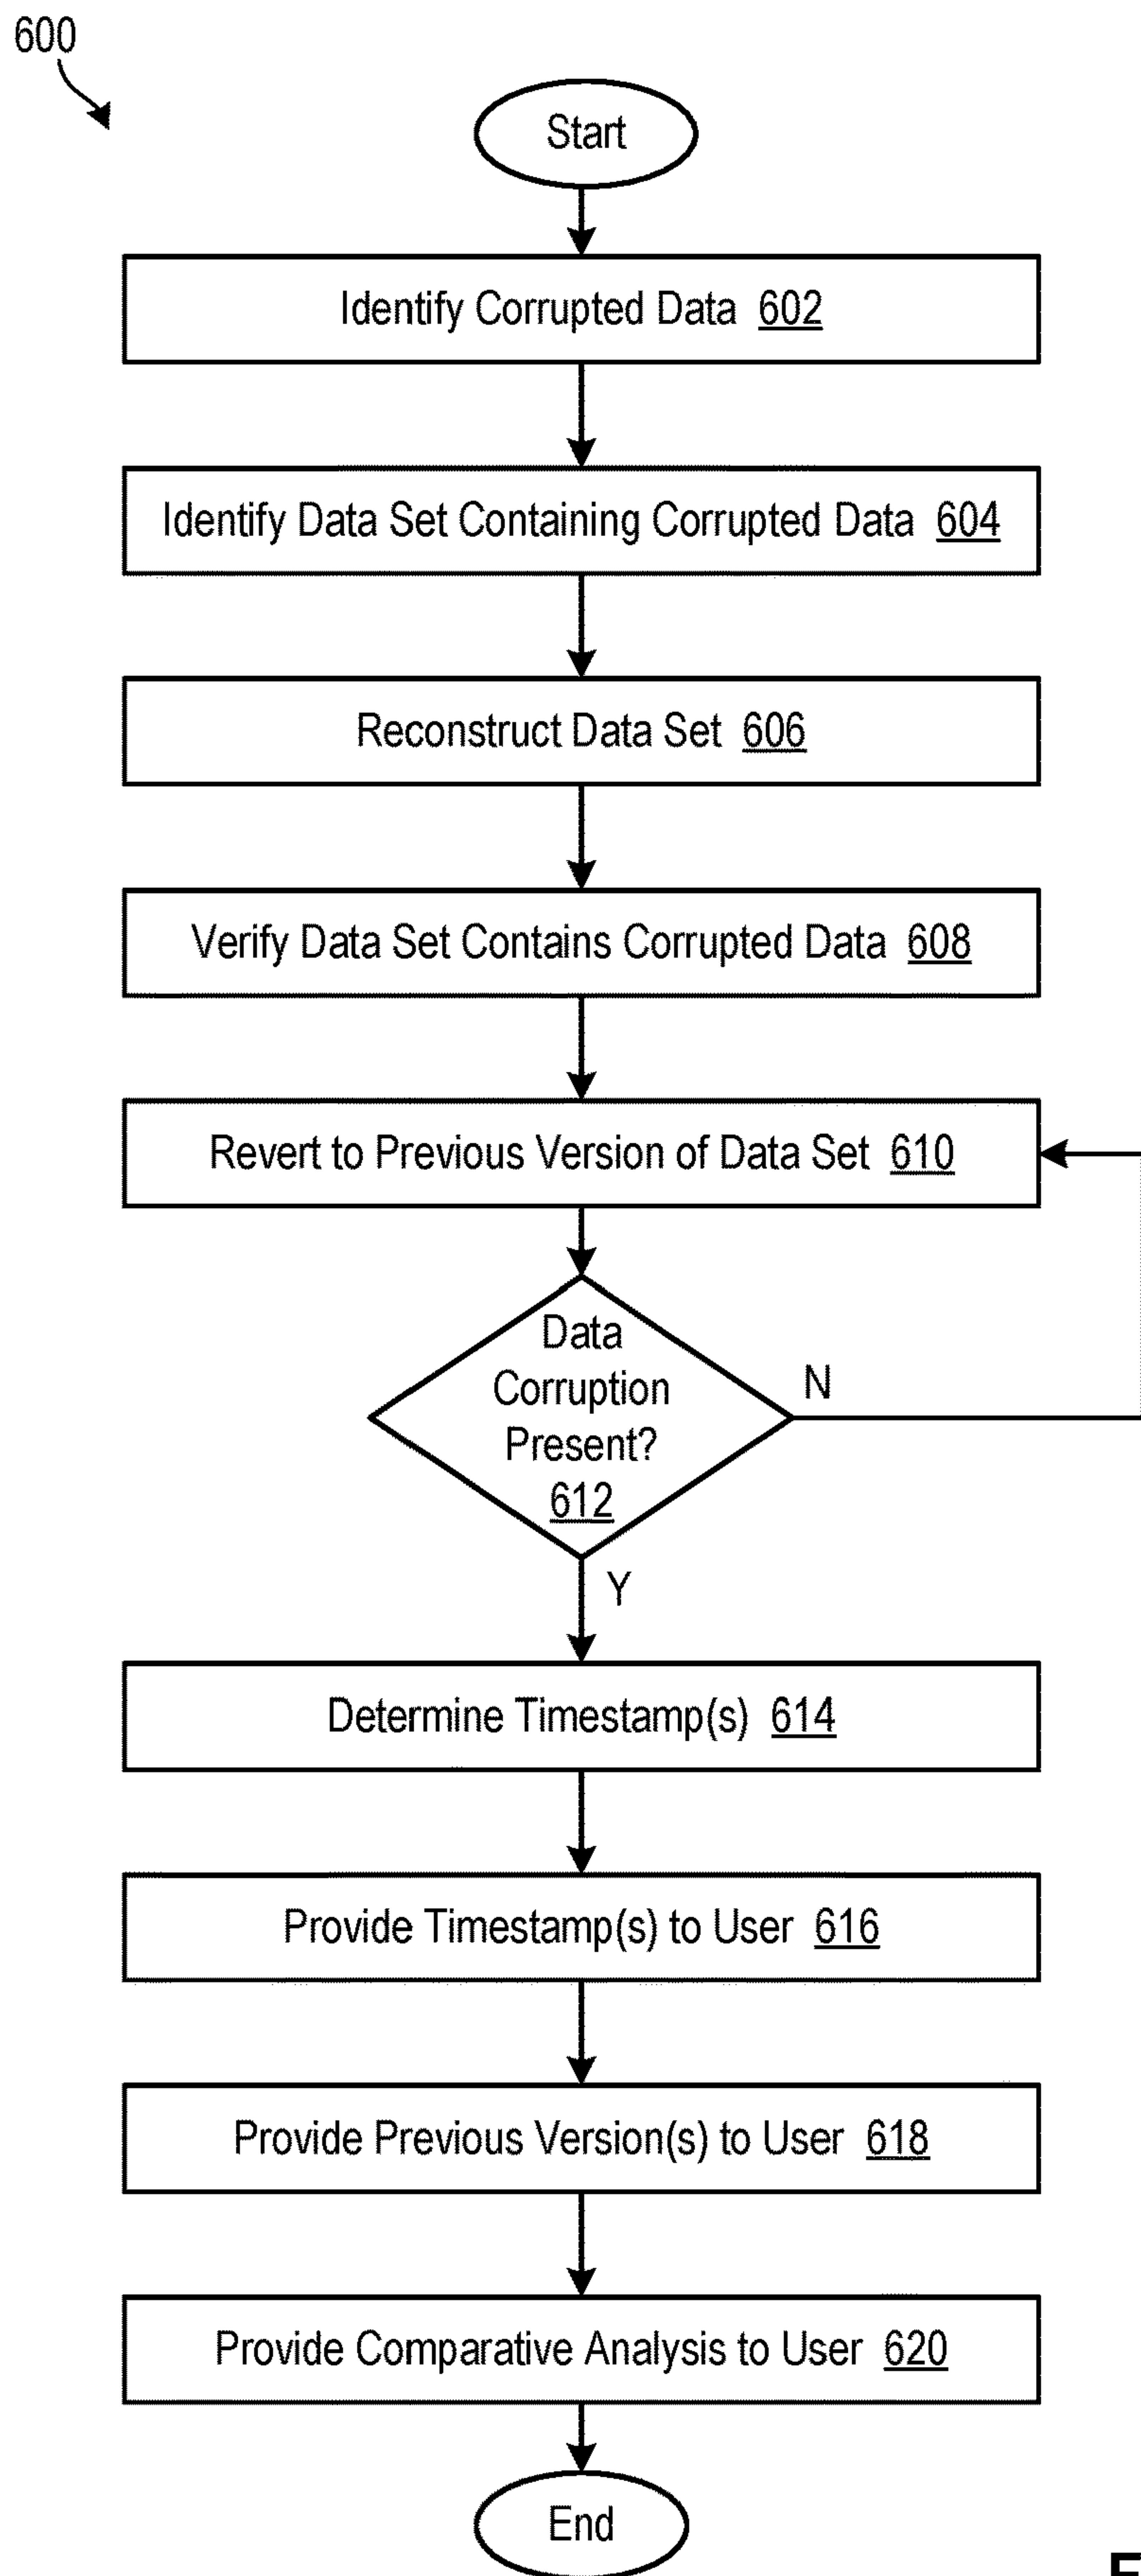 600
Start
Identify Corrupted Data 602
Identify Data Set Containing Corrupted Data 604
Reconstruct Data Set 606
Verify Data Set Contains Corrupted Data 608
Revert to Previous Version of Data Set 610
Data
Corruption
Present?
612
N
Y
Determine Timestamp(s) 614
Provide Timestamp(s) to User 616
Provide Previous Version(s) to User 618
Provide Comparative Analysis to User 620
End